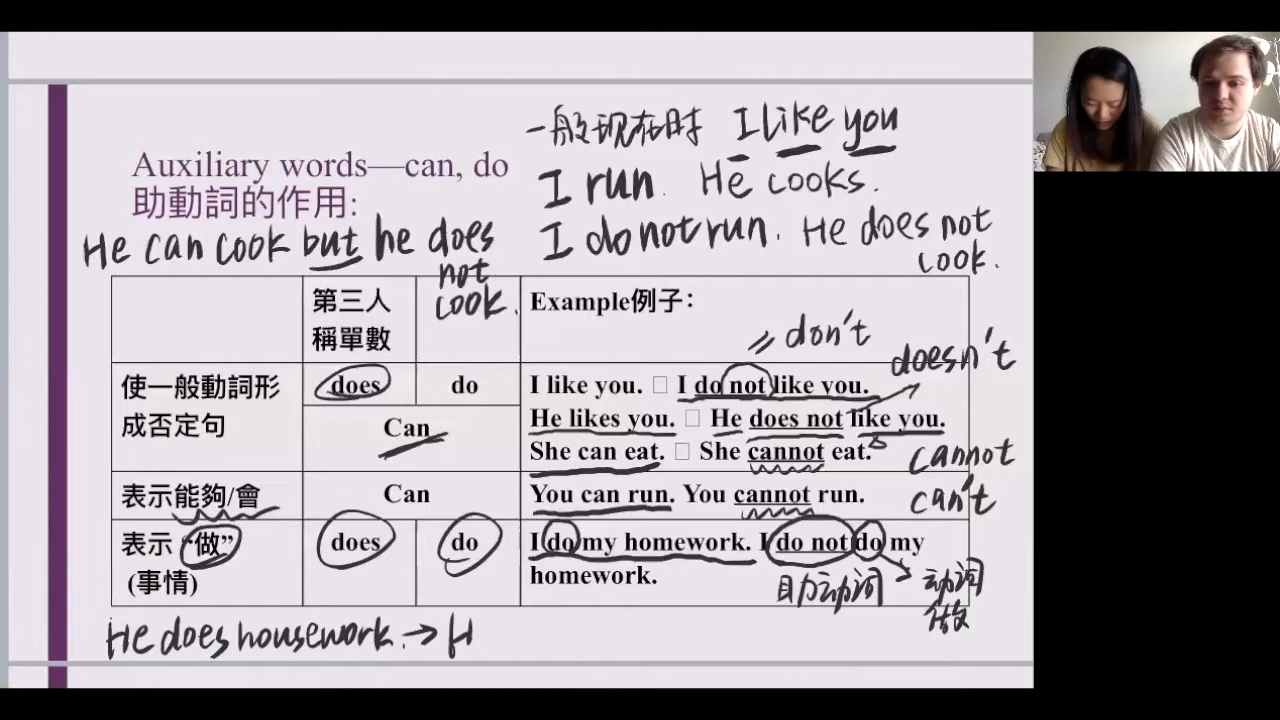 一般现在时 I like you
Auxiliary words—can, do
I run. He cooks.
助動詞的作用:
He can cook but he does not cook.
I do not run. He does not cook.
第三人稱單數
Example例子:
= don't
doesn't
使一般動詞形成否定句
does
do
I like you. □ I do not like you.
Can
He likes you. □ He does not like you.
She can eat. □ She cannot eat.
cannot
表示能夠/會
Can
You can run. You cannot run.
can't
表示 “做”
(事情)
does
do
I do my homework. I do not do my
homework.
助动词
动词
做
He does housework. → H